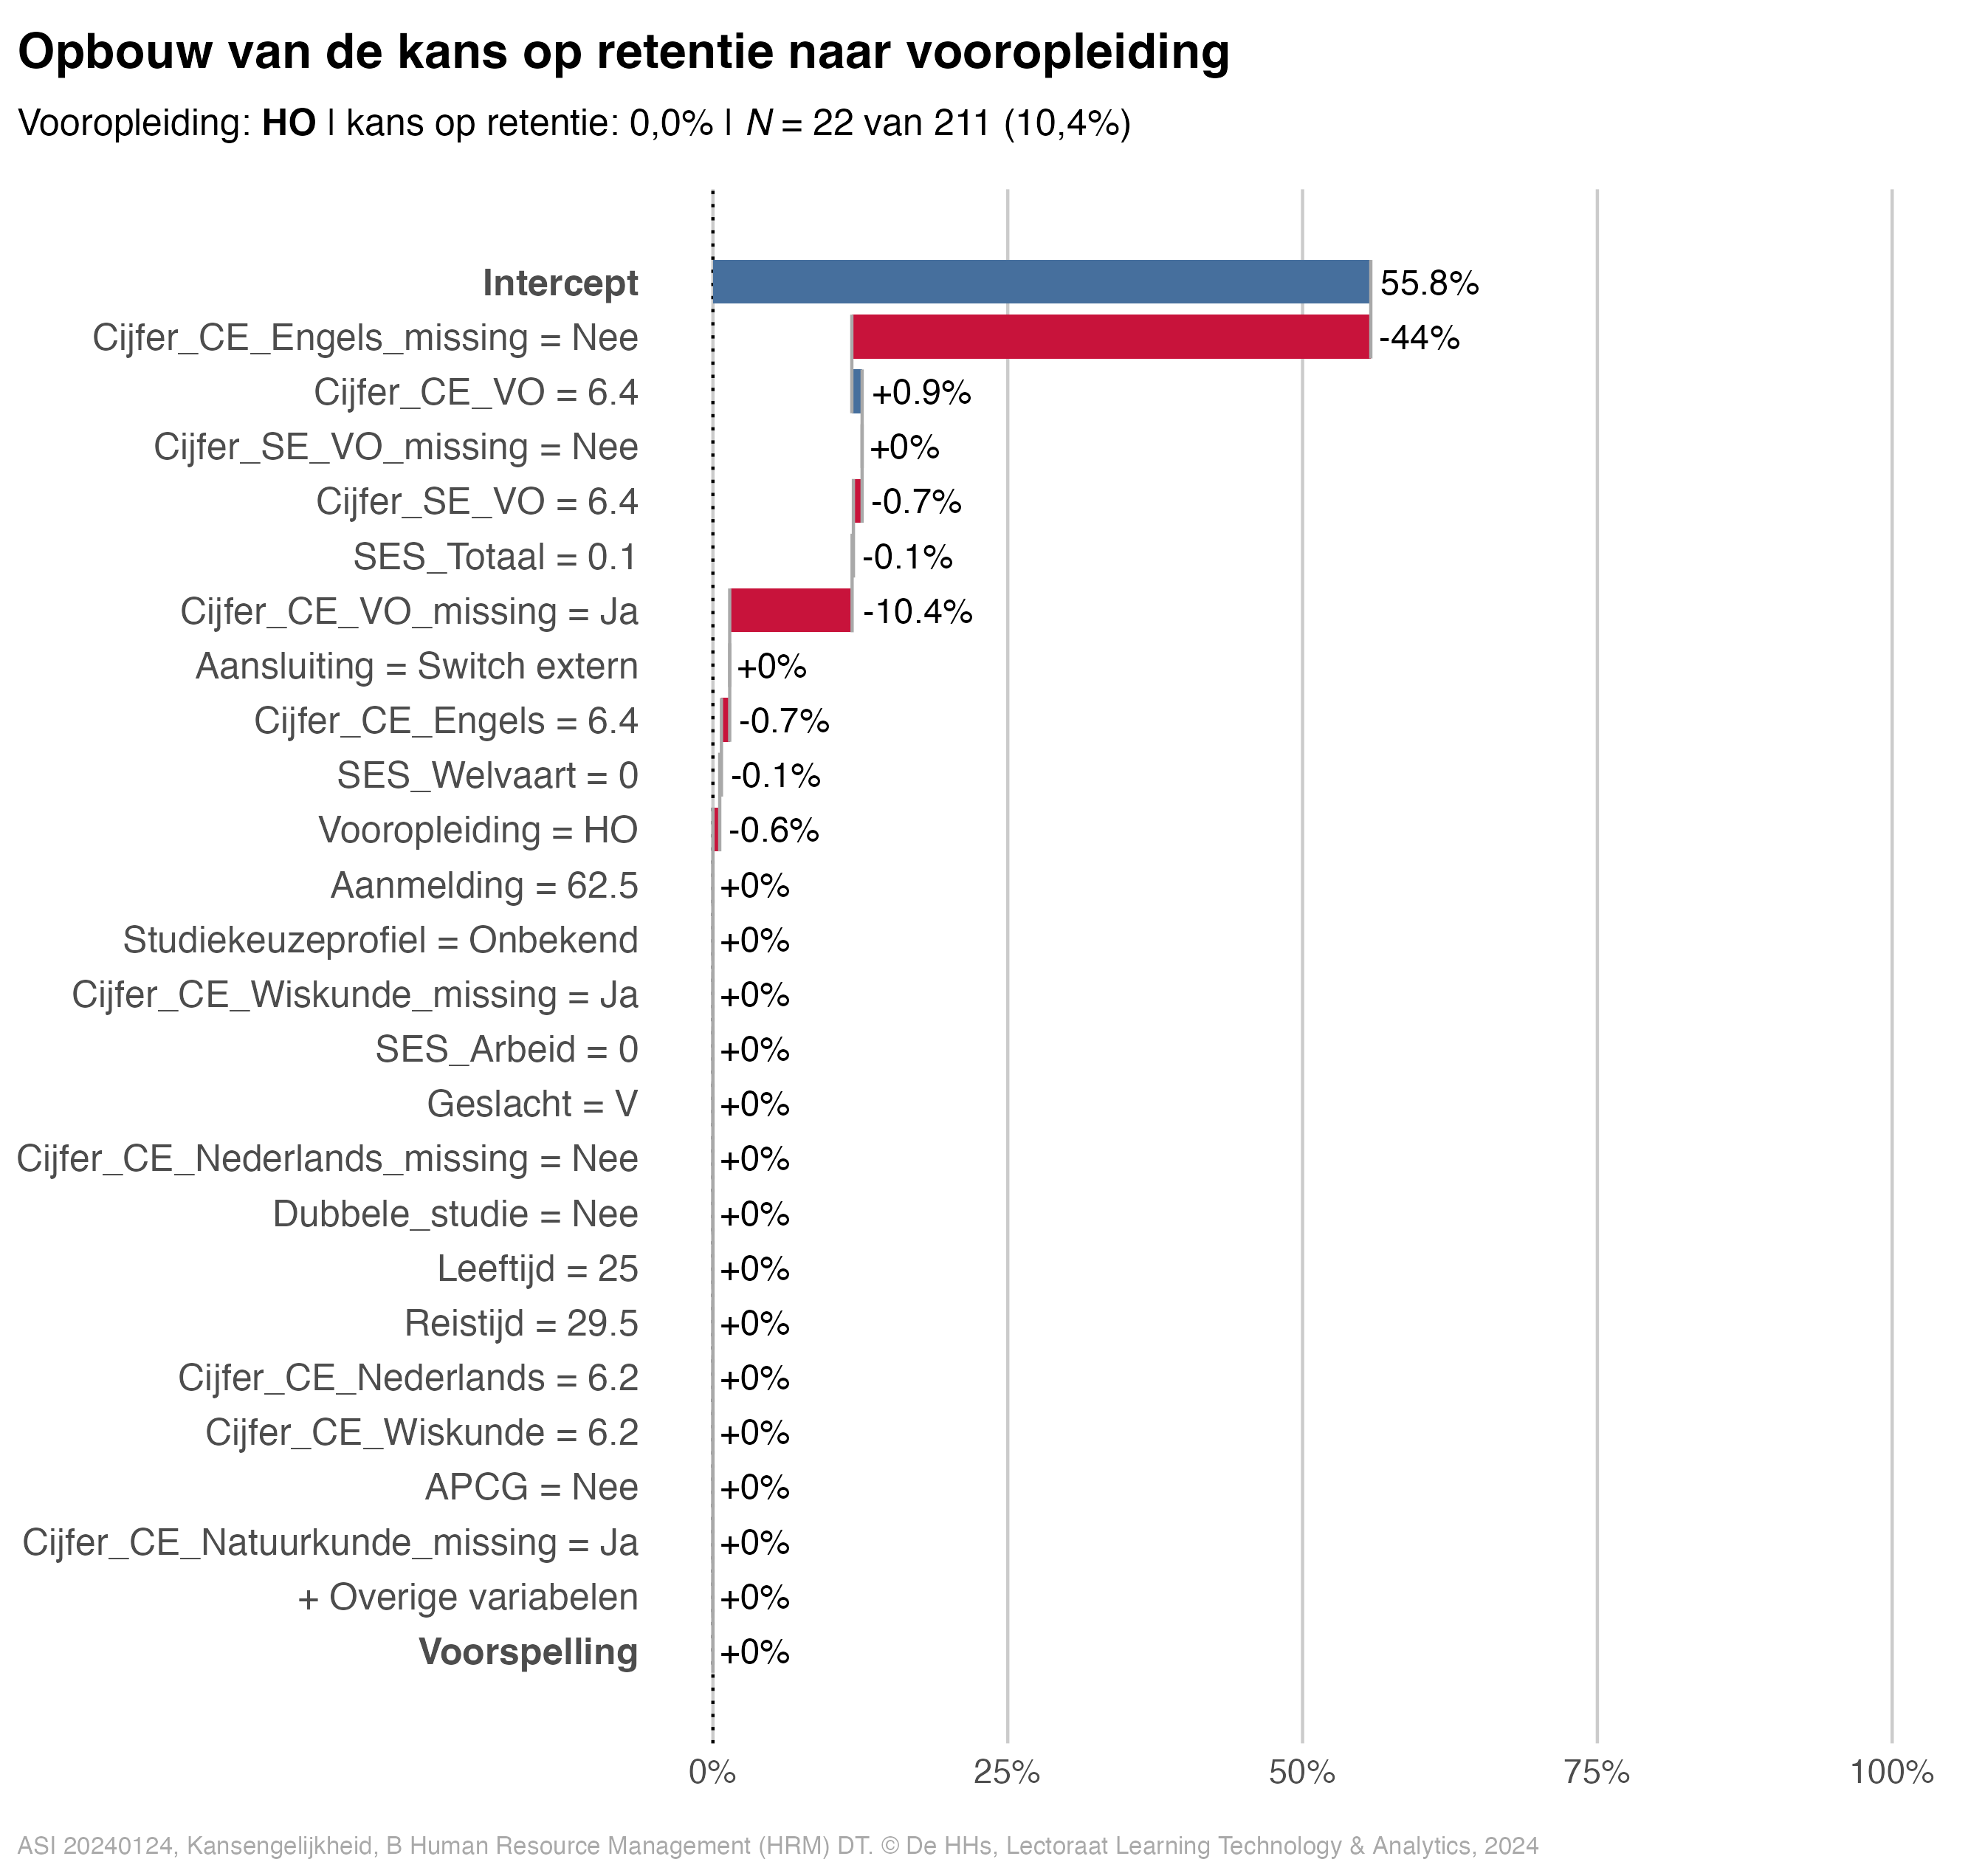 Opbouw van de kans op retentie naar vooropleiding
Vooropleiding: HO | kans op retentie: 0,0% | N = 22 van 211 (10,4%)
Intercept 55.8%
Cijfer_CE_Engels_missing = Nee -44%
Cijfer_CE_VO = 6.4 +0.9%
Cijfer_SE_VO_missing = Nee +0%
Cijfer_SE_VO = 6.4 -0.7%
SES_Totaal = 0.1 -0.1%
Cijfer_CE_VO_missing = Ja -10.4%
Aansluiting = Switch extern +0%
Cijfer_CE_Engels = 6.4 -0.7%
SES_Welvaart = 0 -0.1%
Vooropleiding = HO -0.6%
Aanmelding = 62.5 +0%
Studiekeuzeprofiel = Onbekend +0%
Cijfer_CE_Wiskunde_missing = Ja +0%
SES_Arbeid = 0 +0%
Geslacht = V +0%
Cijfer_CE_Nederlands_missing = Nee +0%
Dubbele_studie = Nee +0%
Leeftijd = 25 +0%
Reistijd = 29.5 +0%
Cijfer_CE_Nederlands = 6.2 +0%
Cijfer_CE_Wiskunde = 6.2 +0%
APCG = Nee +0%
Cijfer_CE_Natuurkunde_missing = Ja +0%
+ Overige variabelen +0%
Voorspelling +0%
0% 25% 50% 75% 100%
ASI 20240124, Kansengelijkheid, B Human Resource Management (HRM) DT. © De HHs, Lectoraat Learning Technology & Analytics, 2024